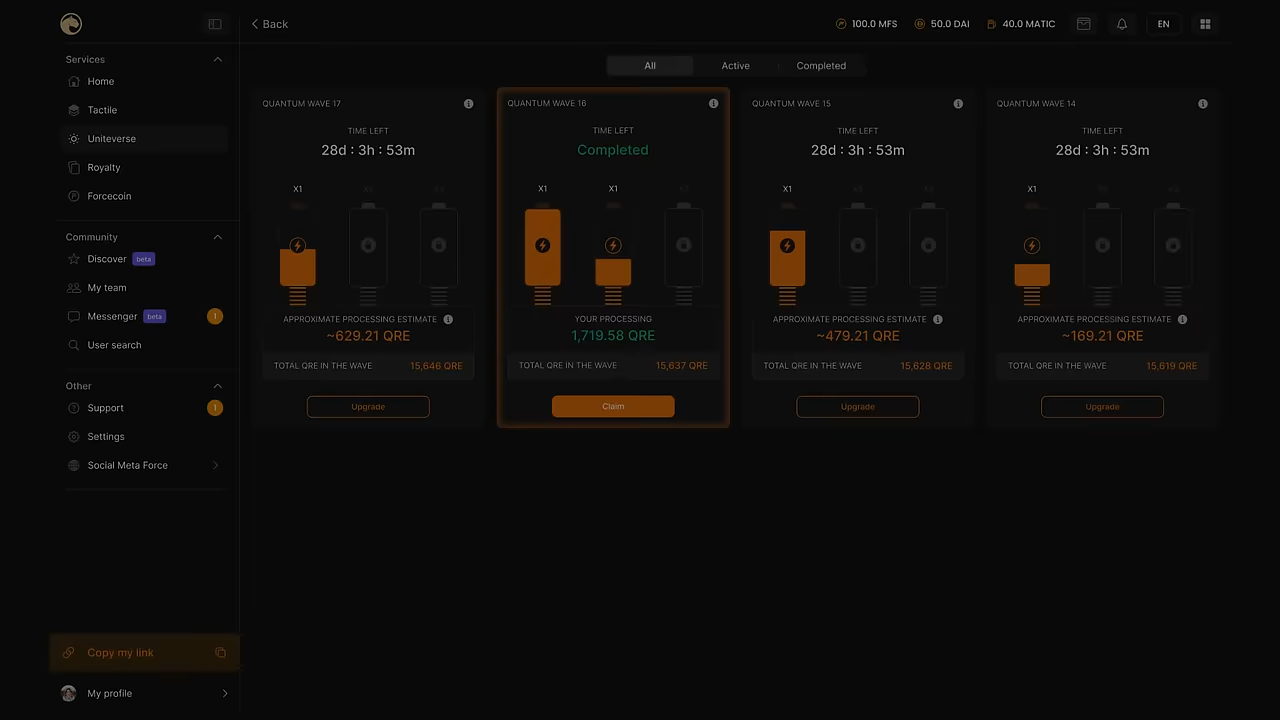 Back
100.0 MFS
50.0 DAI
40.0 MATIC
EN
Services
Home
Tactile
Uniteverse
Royalty
Forcecoin
Community
Discover beta
My team
Messenger beta 1
User search
Other
Support 1
Settings
Social Meta Force
Copy my link
My profile
All Active Completed
QUANTUM WAVE 17
TIME LEFT
28d : 3h : 53m
X1
APPROXIMATE PROCESSING ESTIMATE
~629.21 QRE
TOTAL QRE IN THE WAVE 15,646 QRE
Upgrade
QUANTUM WAVE 16
TIME LEFT
Completed
X1 X1
YOUR PROCESSING
1,719.58 QRE
TOTAL QRE IN THE WAVE 15,637 QRE
Claim
QUANTUM WAVE 15
TIME LEFT
28d : 3h : 53m
X1
APPROXIMATE PROCESSING ESTIMATE
~479.21 QRE
TOTAL QRE IN THE WAVE 15,628 QRE
Upgrade
QUANTUM WAVE 14
TIME LEFT
28d : 3h : 53m
X1
APPROXIMATE PROCESSING ESTIMATE
~169.21 QRE
TOTAL QRE IN THE WAVE 15,619 QRE
Upgrade